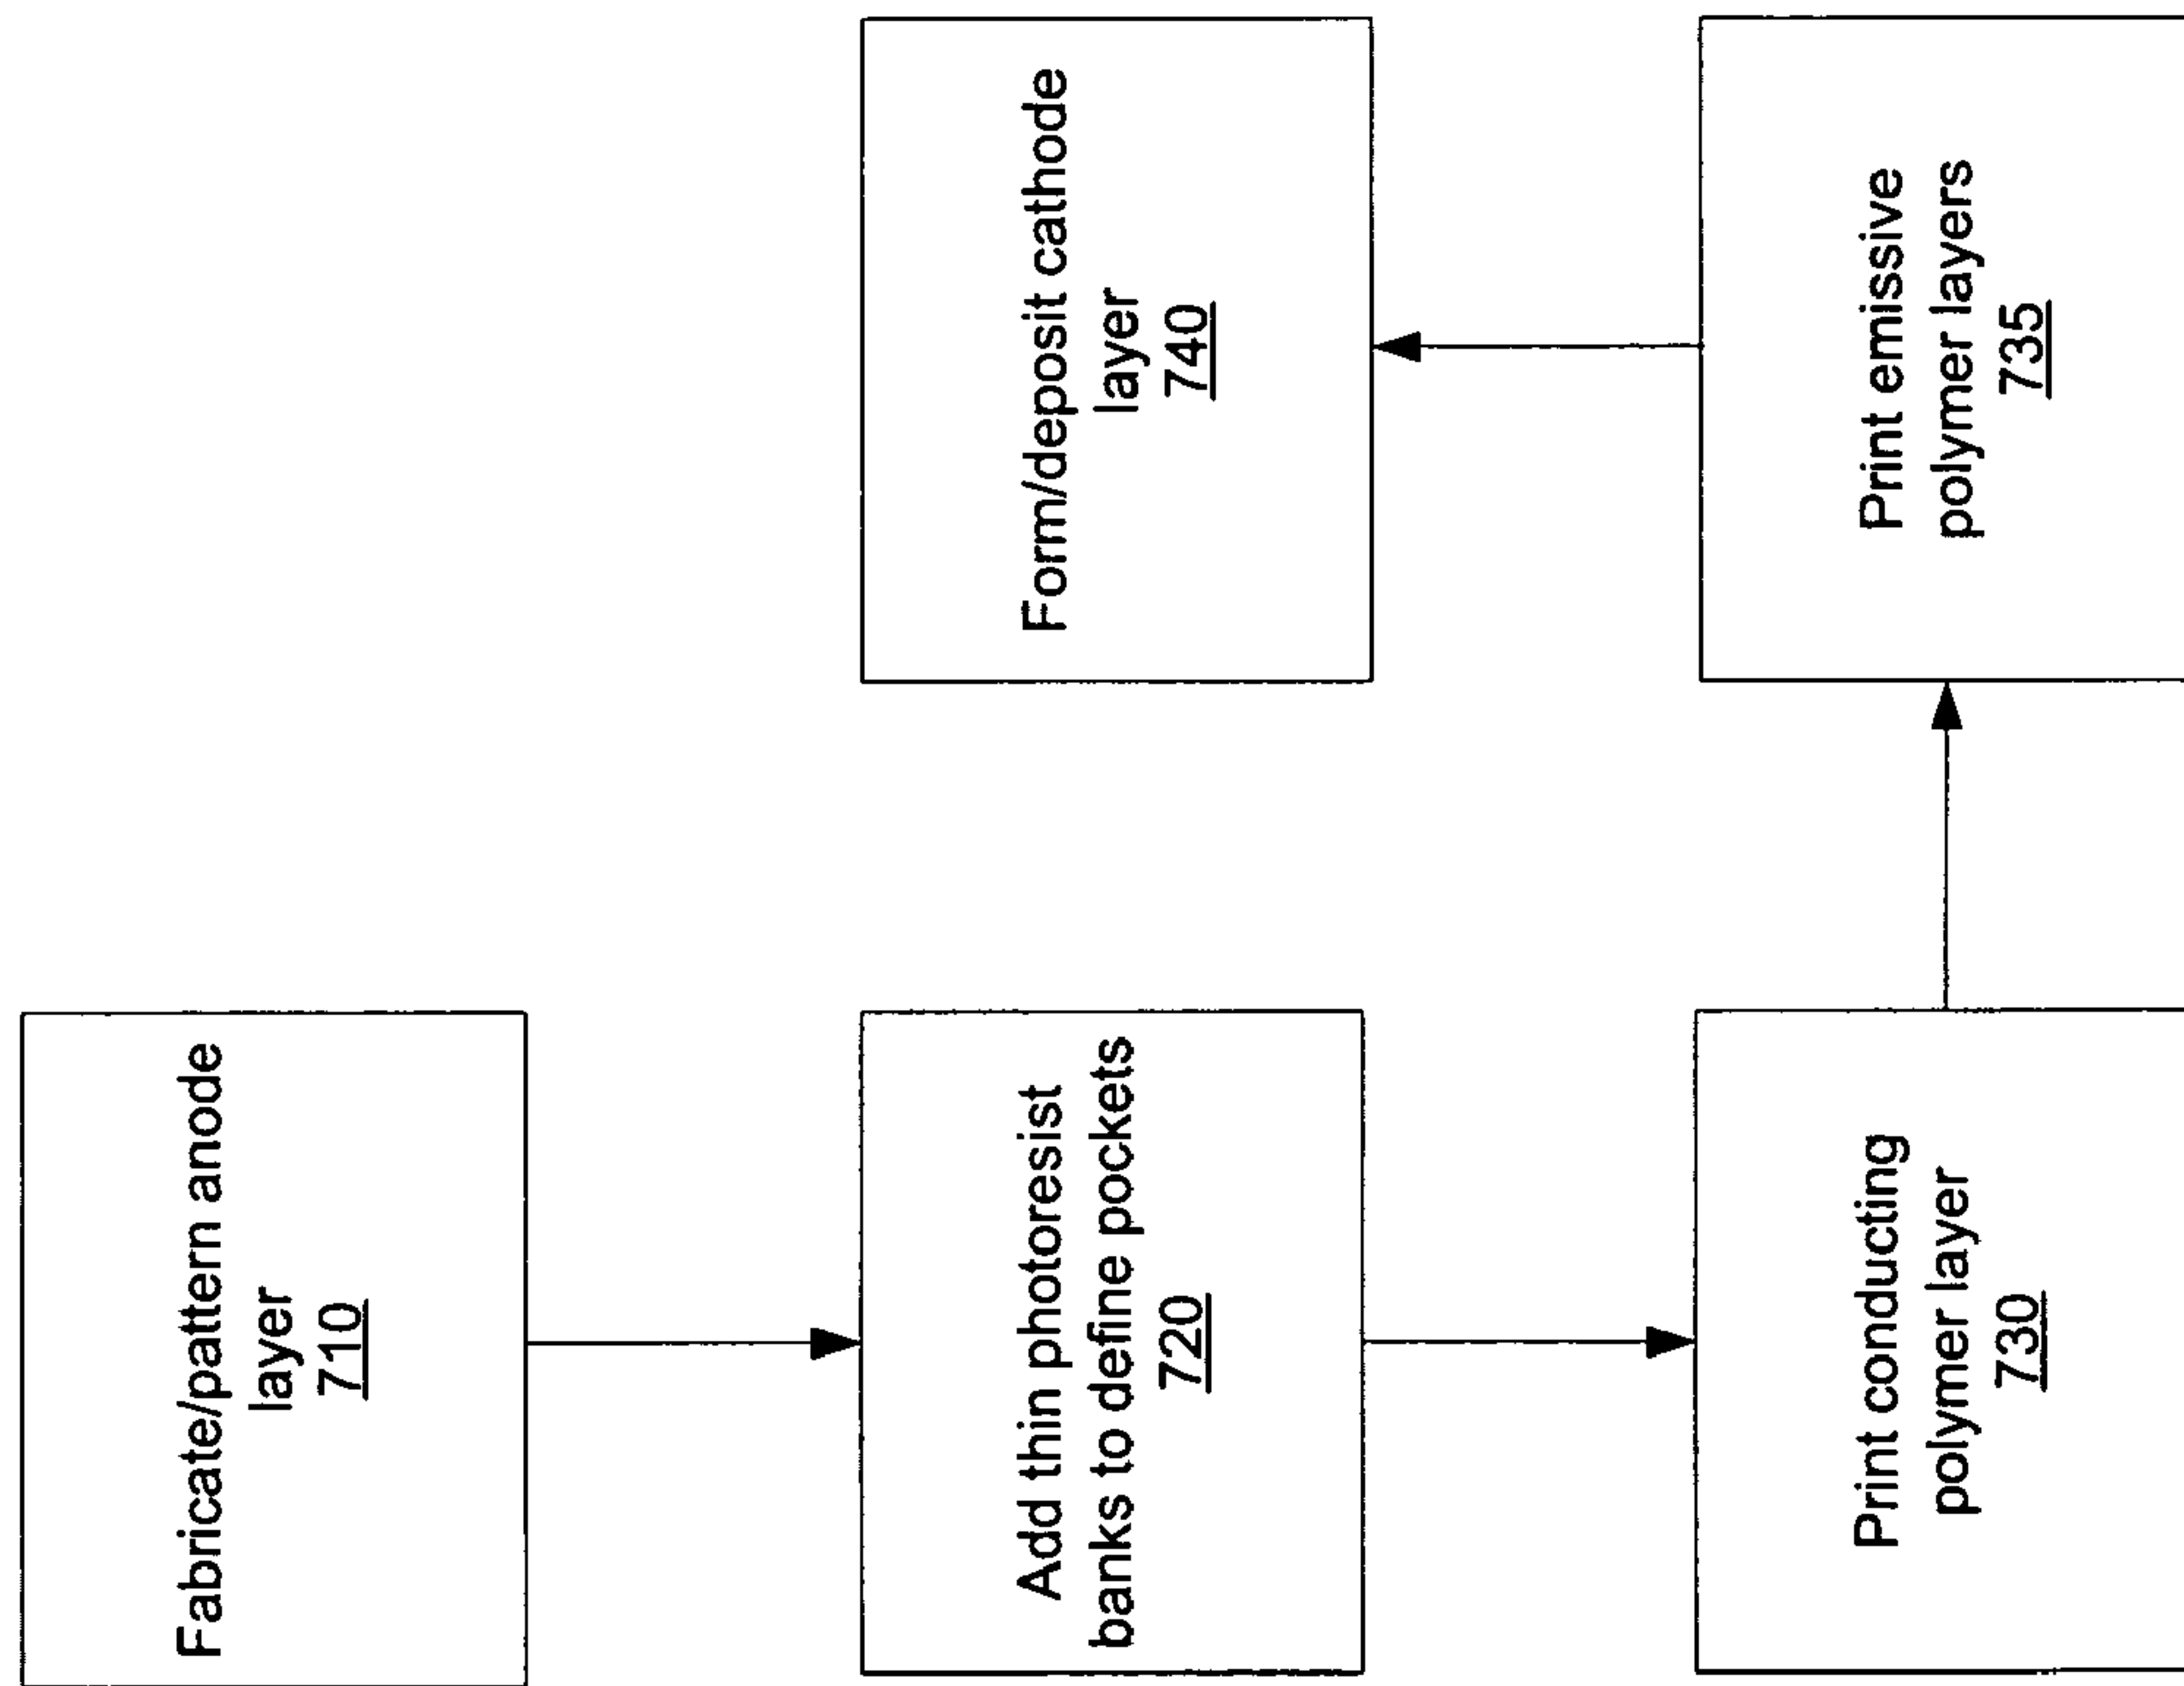 Fabricate/pattern anode
layer
710
Add thin photoresist
banks to define pockets
720
Print conducting
polymer layer
730
Print emissive
polymer layers
735
Form/deposit cathode
layer
740